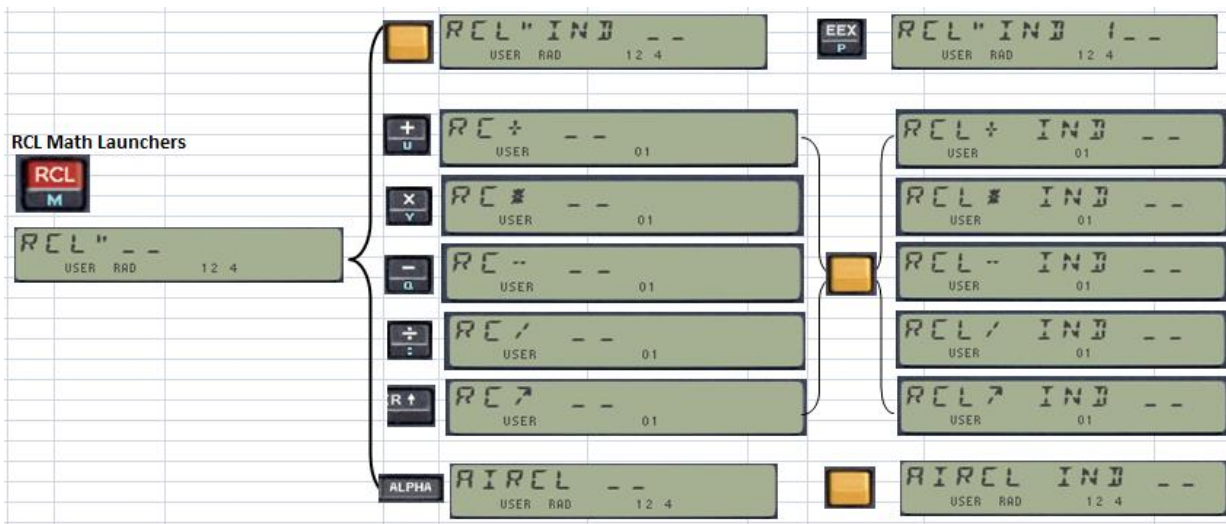 RCL"IND _ _
USER RAD 12 4
EEX
P
RCL"IND 1 _ _
USER RAD 12 4
RCL Math Launchers
RCL
M
RCL" _ _
USER RAD 12 4
+
U
RC+ _ _
USER 01
RCL+ IND _ _
USER 01
×
Y
RC* _ _
USER 01
RCL* IND _ _
USER 01
−
Q
RC- _ _
USER 01
RCL- IND _ _
USER 01
÷
:
RC/ _ _
USER 01
RCL/ IND _ _
USER 01
R ↑
RC↗ _ _
USER 01
RCL↗ IND _ _
USER 01
ALPHA
AIRCL _ _
USER RAD 12 4
AIRCL IND _ _
USER RAD 12 4